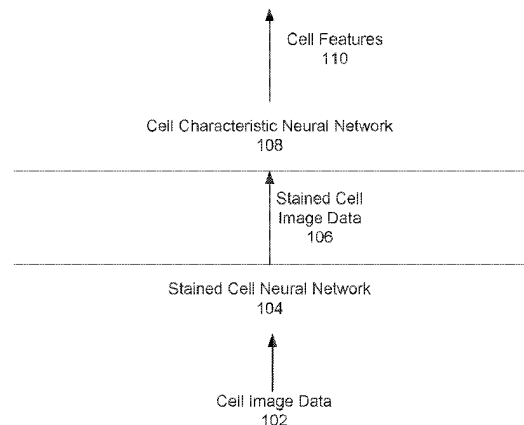 Cell Features
110
Cell Characteristic Neural Network
108
Stained Cell
Image Data
106
Stained Cell Neural Network
104
Cell Image Data
102